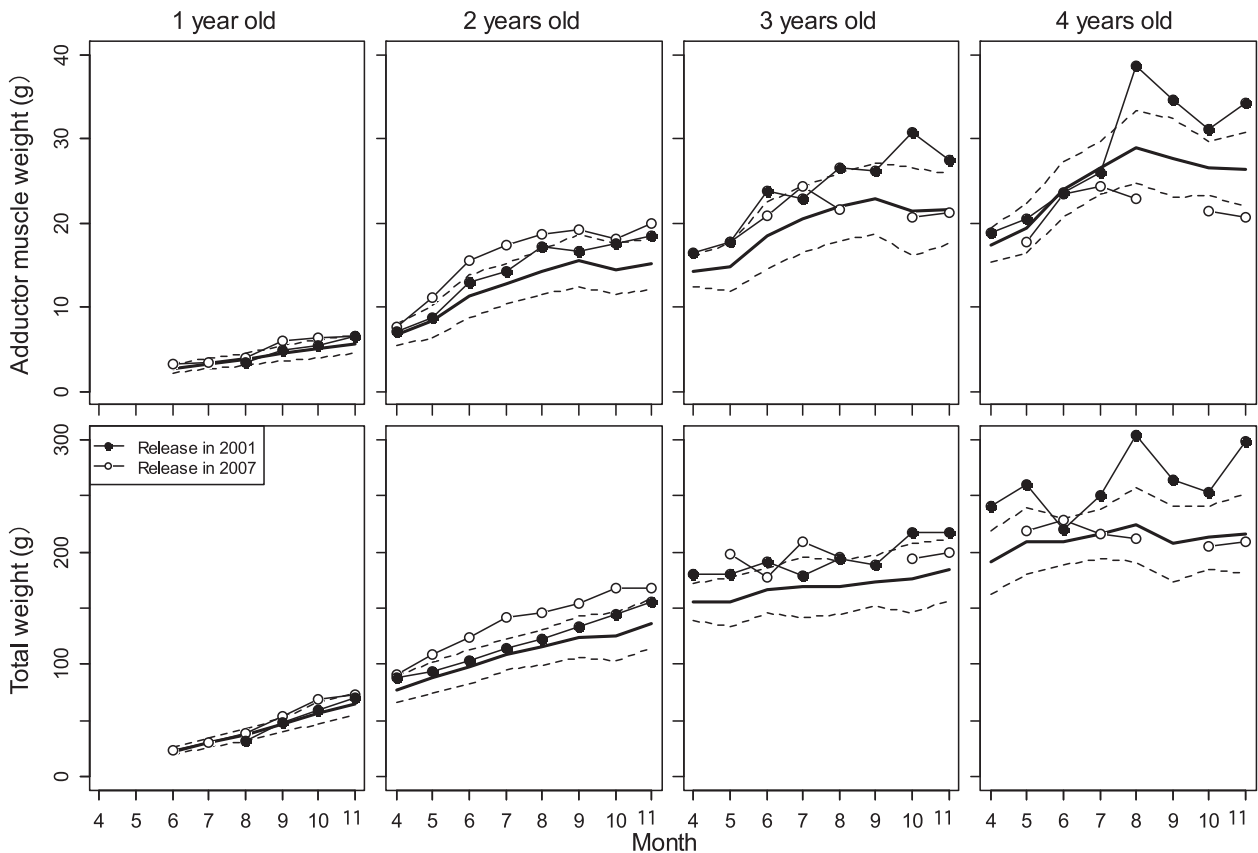 1 year old 2 years old 3 years old 4 years old
Adductor muscle weight (g)
40
30
20
10
0
Total weight (g)
300
200
100
0
Release in 2001
Release in 2007
4 5 6 7 8 9 10 11 4 5 6 7 8 9 10 11 4 5 6 7 8 9 10 11 4 5 6 7 8 9 10 11
Month